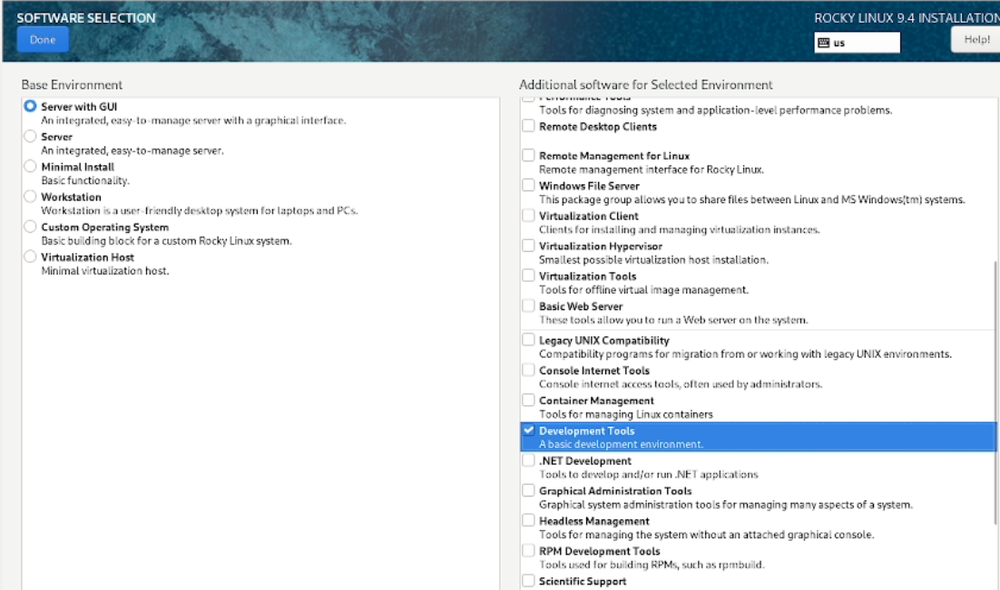 SOFTWARE SELECTION
Done
ROCKY LINUX 9.4 INSTALLATION
us
Help!
Base Environment
Server with GUI
An integrated, easy-to-manage server with a graphical interface.
Server
An integrated, easy-to-manage server.
Minimal Install
Basic functionality.
Workstation
Workstation is a user-friendly desktop system for laptops and PCs.
Custom Operating System
Basic building block for a custom Rocky Linux system.
Virtualization Host
Minimal virtualization host.
Additional software for Selected Environment
Performance Tools
Tools for diagnosing system and application-level performance problems.
Remote Desktop Clients
Remote Management for Linux
Remote management interface for Rocky Linux.
Windows File Server
This package group allows you to share files between Linux and MS Windows(tm) systems.
Virtualization Client
Clients for installing and managing virtualization instances.
Virtualization Hypervisor
Smallest possible virtualization host installation.
Virtualization Tools
Tools for offline virtual image management.
Basic Web Server
These tools allow you to run a Web server on the system.
Legacy UNIX Compatibility
Compatibility programs for migration from or working with legacy UNIX environments.
Console Internet Tools
Console internet access tools, often used by administrators.
Container Management
Tools for managing Linux containers
Development Tools
A basic development environment.
.NET Development
Tools to develop and/or run .NET applications
Graphical Administration Tools
Graphical system administration tools for managing many aspects of a system.
Headless Management
Tools for managing the system without an attached graphical console.
RPM Development Tools
Tools used for building RPMs, such as rpmbuild.
Scientific Support